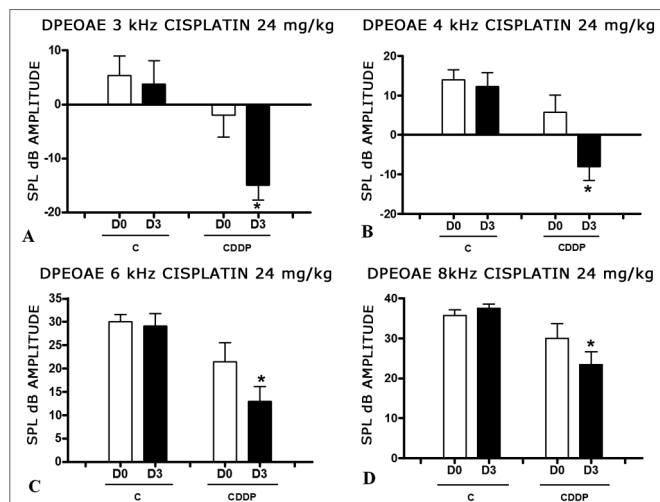 DPEOAE 3 kHz CISPLATIN 24 mg/kg
SPL dB AMPLITUDE
10
0
-10
-20
*
D0 D3 D0 D3
C CDDP
A
DPEOAE 4 kHz CISPLATIN 24 mg/kg
SPL dB AMPLITUDE
20
10
0
-10
-20
*
D0 D3 D0 D3
C CDDP
B
DPEOAE 6 kHz CISPLATIN 24 mg/kg
SPL dB AMPLITUDE
35
30
25
20
15
10
5
0
*
D0 D3 D0 D3
C CDDP
C
DPEOAE 8kHz CISPLATIN 24 mg/kg
SPL dB AMPLITUDE
40
30
20
10
0
*
D0 D3 D0 D3
C CDDP
D